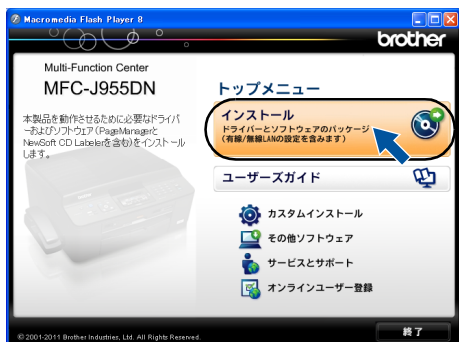 Macromedia Flash Player 8
brother
Multi-Function Center
MFC-J955DN
本製品を動作させるために必要なドライバ
ーおよびソフトウェア(PageManagerと
NewSoft CD Labelerを含む)をインストール
します。
トップメニュー
インストール
ドライバーとソフトウェアのパッケージ
(有線/無線LANの設定を含みます)
ユーザーズガイド
カスタムインストール
その他ソフトウェア
サービスとサポート
オンラインユーザー登録
© 2001-2011 Brother Industries, Ltd. All Rights Reserved.
終了